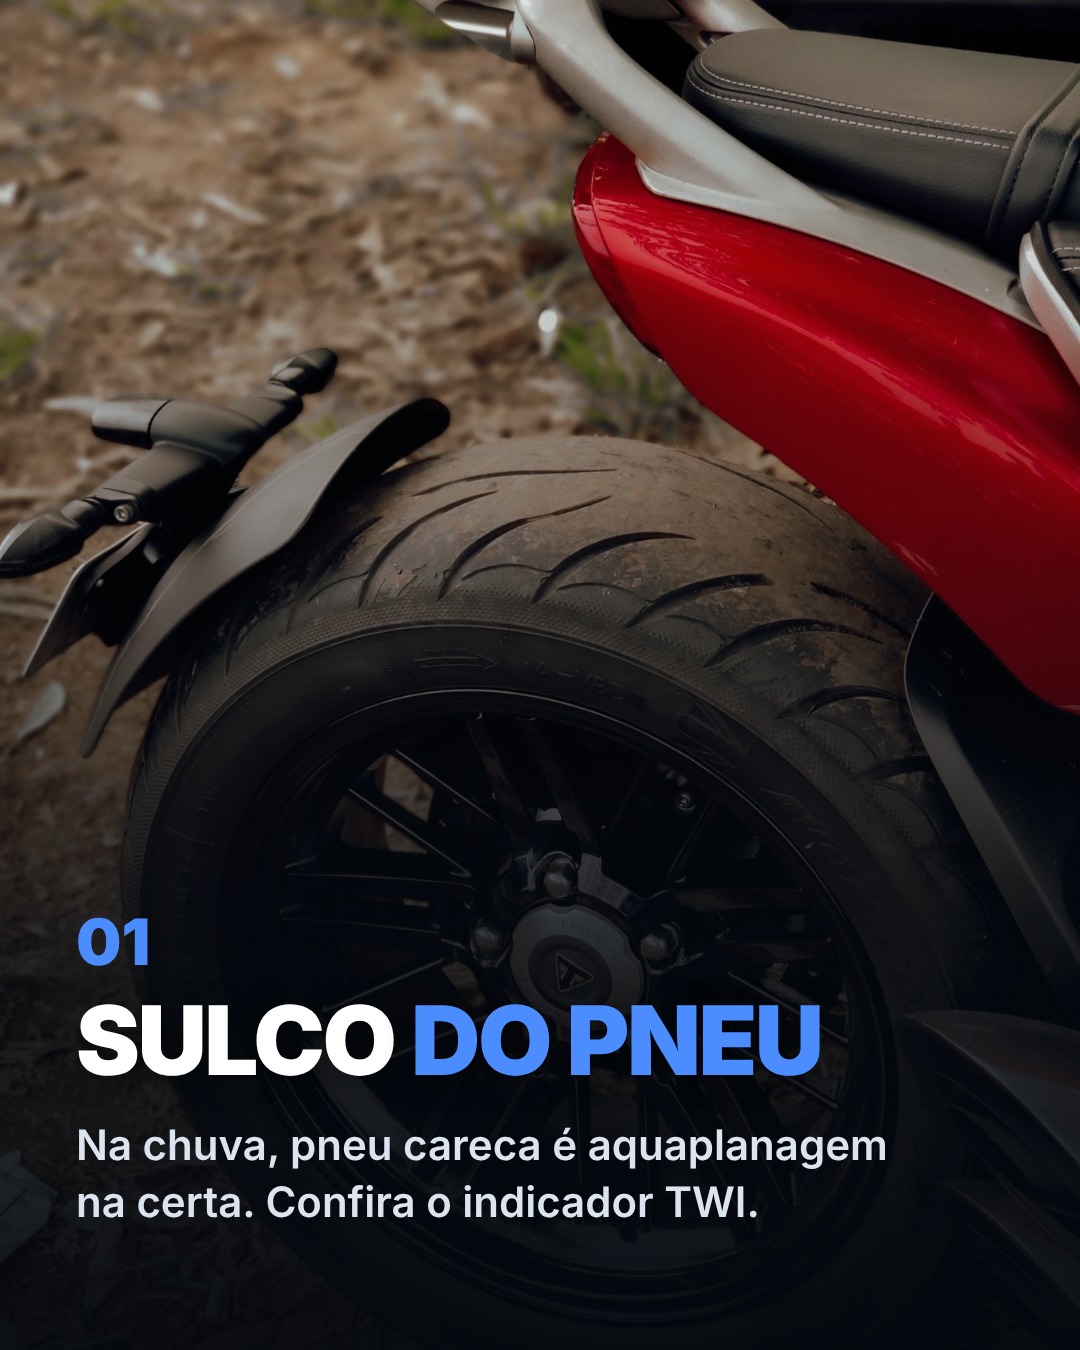 01
SULCO DO PNEU
Na chuva, pneu careca é aquaplanagem
na certa. Confira o indicador TWI.